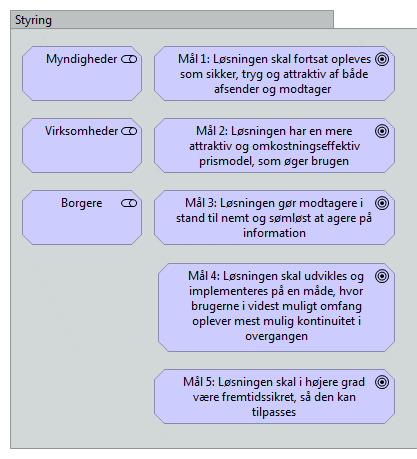 Styring
Myndigheder
Mål 1: Løsningen skal fortsat opleves
som sikker, tryg og attraktiv af både
afsender og modtager
Virksomheder
Mål 2: Løsningen har en mere
attraktiv og omkostningseffektiv
prismodel, som øger brugen
Borgere
Mål 3: Løsningen gør modtagere i
stand til nemt og sømløst at agere på
information
Mål 4: Løsningen skal udvikles og
implementeres på en måde, hvor
brugerne i videst muligt omfang
oplever mest mulig kontinuitet i
overgangen
Mål 5: Løsningen skal i højere grad
være fremtidssikret, så den kan
tilpasses